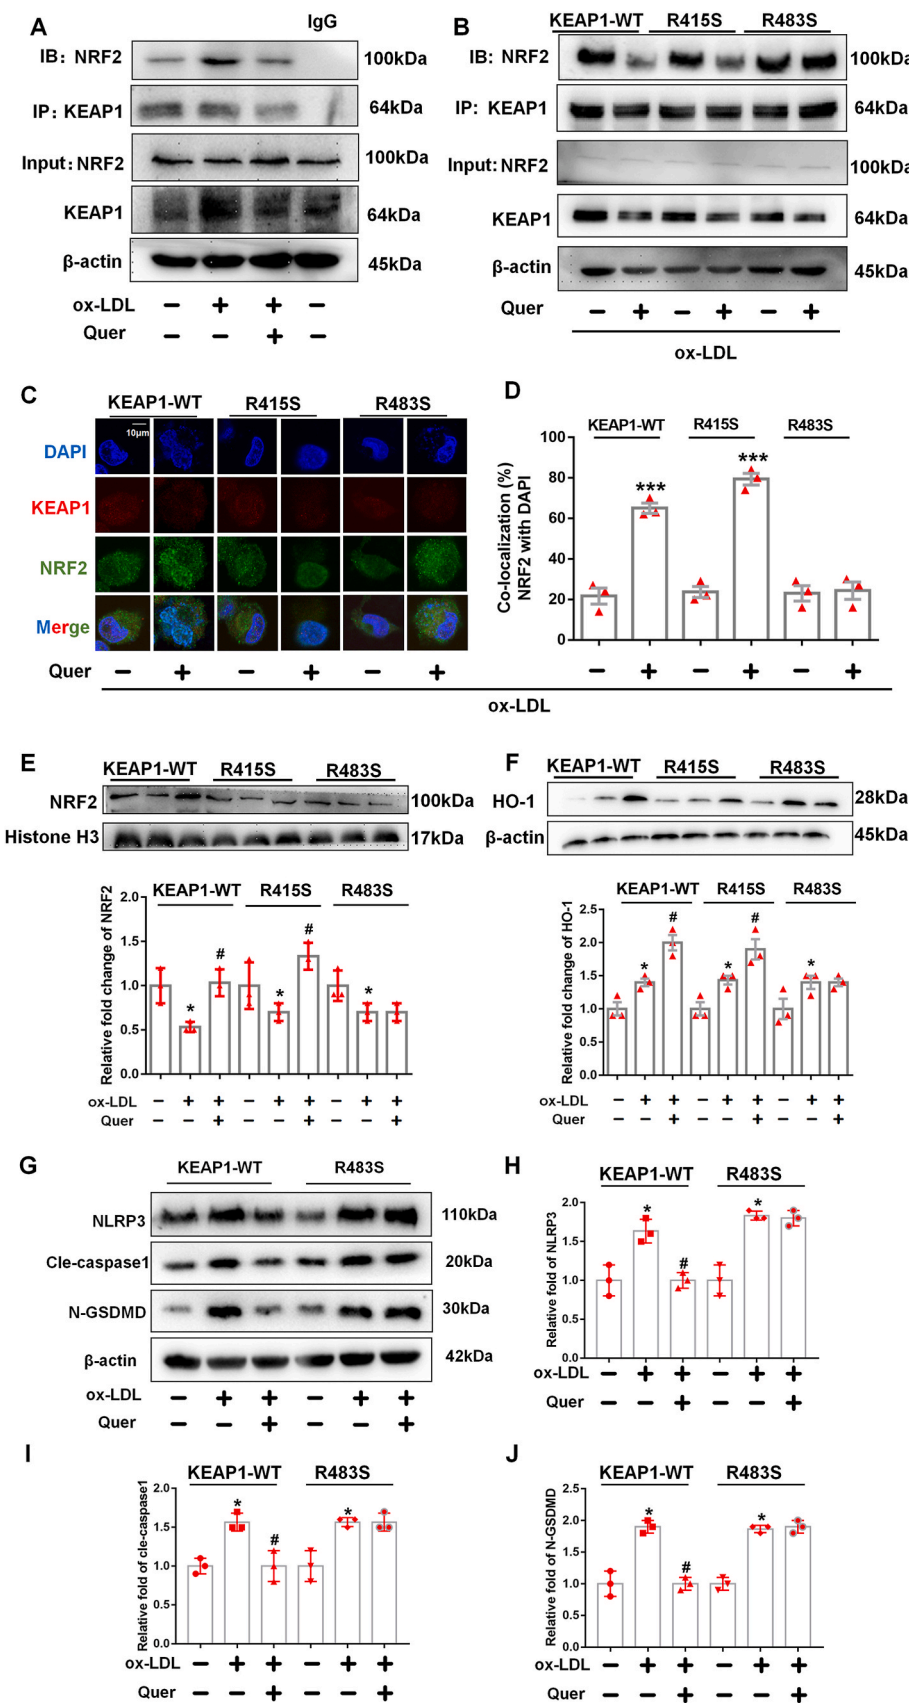 A
IgG
IB: NRF2
100kDa
IP: KEAP1
64kDa
Input: NRF2
100kDa
KEAP1
64kDa
β-actin
45kDa
ox-LDL − + + −
Quer − − + −
B
KEAP1-WT R415S R483S
IB: NRF2
100kDa
IP: KEAP1
64kDa
Input: NRF2
100kDa
KEAP1
64kDa
β-actin
45kDa
Quer − + − + − +
ox-LDL
C
KEAP1-WT R415S R483S
10μm
DAPI
KEAP1
NRF2
Merge
Quer − + − + − +
D
KEAP1-WT R415S R483S
Co-localization (%)
NRF2 with DAPI
100
80
60
40
20
0
*** ***
− + − + − +
ox-LDL
E
KEAP1-WT R415S R483S
NRF2
100kDa
Histone H3
17kDa
KEAP1-WT R415S R483S
Relative fold change of NRF2
2.0
1.5
1.0
0.5
0.0
* # * # *
ox-LDL − + + − + + − + +
Quer − − + − − + − − +
F
KEAP1-WT R415S R483S
HO-1
28kDa
β-actin
45kDa
KEAP1-WT R415S R483S
Relative fold change of HO-1
2.5
2.0
1.5
1.0
0.5
0.0
* # * # *
ox-LDL − + + − + + − + +
Quer − − + − − + − − +
G
KEAP1-WT R483S
NLRP3
110kDa
Cle-caspase1
20kDa
N-GSDMD
30kDa
β-actin
42kDa
ox-LDL − + + − + +
Quer − − + − − +
H
KEAP1-WT R483S
Relative fold of NLRP3
2.0
1.5
1.0
0.5
0.0
* # *
ox-LDL − + + − + +
Quer − − + − − +
I
KEAP1-WT R483S
Relative fold of cle-caspase1
2.0
1.5
1.0
0.5
0.0
* # *
ox-LDL − + + − + +
Quer − − + − − +
J
KEAP1-WT R483S
Relative fold of N-GSDMD
2.5
2.0
1.5
1.0
0.5
0.0
* # *
ox-LDL − + + − + +
Quer − − + − − +